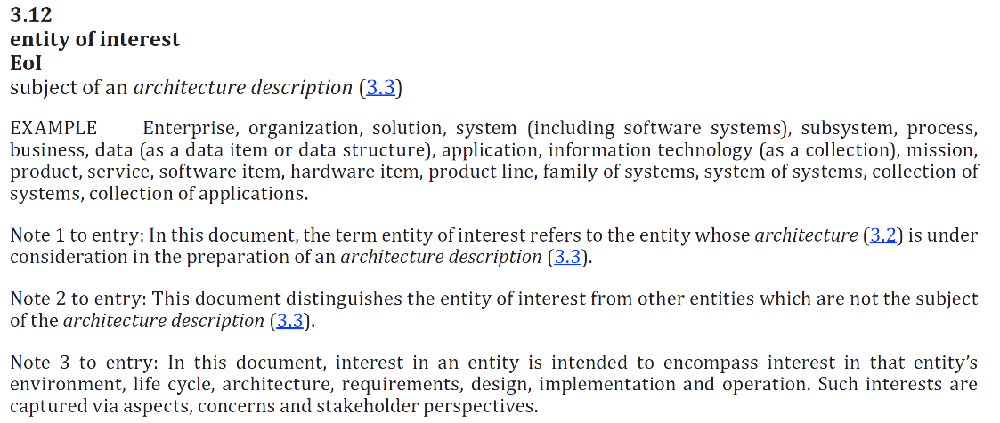 3.12
entity of interest
EoI
subject of an architecture description (3.3)
EXAMPLE Enterprise, organization, solution, system (including software systems), subsystem, process,
business, data (as a data item or data structure), application, information technology (as a collection), mission,
product, service, software item, hardware item, product line, family of systems, system of systems, collection of
systems, collection of applications.
Note 1 to entry: In this document, the term entity of interest refers to the entity whose architecture (3.2) is under
consideration in the preparation of an architecture description (3.3).
Note 2 to entry: This document distinguishes the entity of interest from other entities which are not the subject
of the architecture description (3.3).
Note 3 to entry: In this document, interest in an entity is intended to encompass interest in that entity’s
environment, life cycle, architecture, requirements, design, implementation and operation. Such interests are
captured via aspects, concerns and stakeholder perspectives.